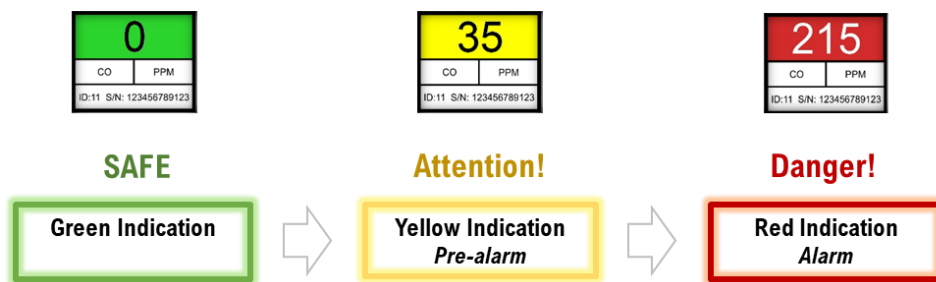 0
CO PPM
ID:11 S/N: 123456789123
35
CO PPM
ID:11 S/N: 123456789123
215
CO PPM
ID:11 S/N: 123456789123
SAFE
Attention!
Danger!
Green Indication
Yellow Indication
Pre-alarm
Red Indication
Alarm